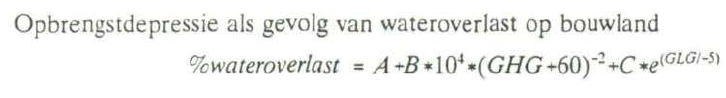 Opbrengstdepressie als gevolg van wateroverlast op bouwland
%wateroverlast = A+B*10⁴*(GHG+60)⁻²+C*e^(GLG/-5)